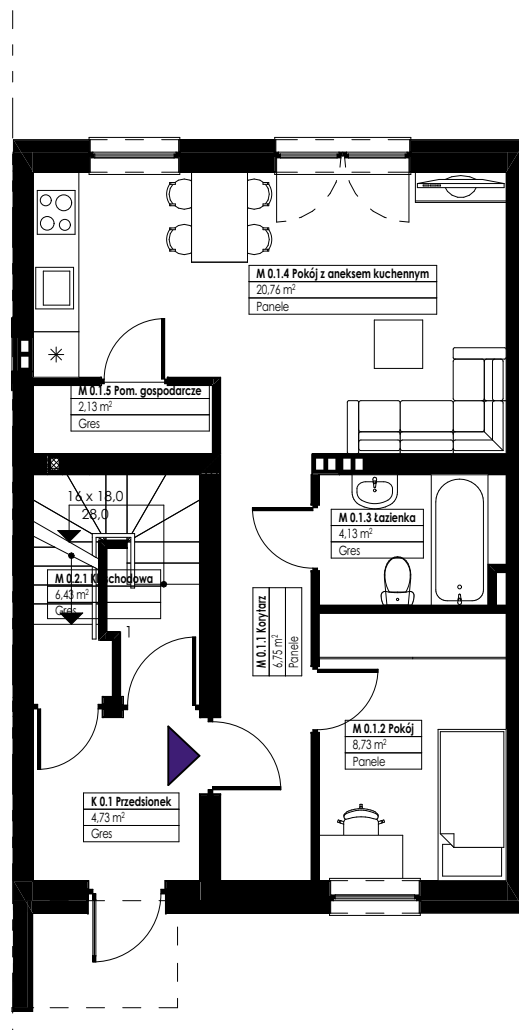 M 0.1.4 Pokój z aneksem kuchennym
20,76 m²
Panele
M 0.1.5 Pom. gospodarcze
2,13 m²
Gres
16 x 18,0
28,0
M 0.1.3 Łazienka
4,13 m²
Gres
M 0.2.1 K schodowa
6,43 m²
Gres
1
M 0.1.1 Korytarz
6,75 m²
Panele
M 0.1.2 Pokój
8,73 m²
Panele
K 0.1 Przedsionek
4,73 m²
Gres